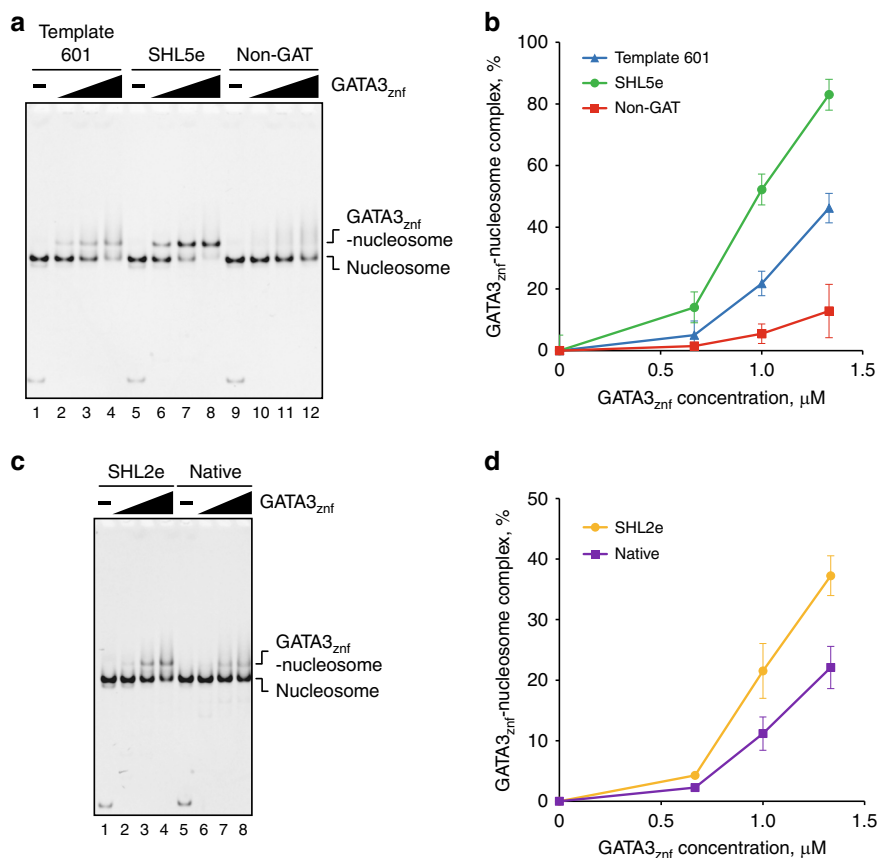 a
Template
601 SHL5e Non-GAT
– – –
GATA3znf
GATA3znf
-nucleosome
Nucleosome
1 2 3 4 5 6 7 8 9 10 11 12
b
GATA3znf-nucleosome complex, %
100
80
60
40
20
0
Template 601
SHL5e
Non-GAT
0 0.5 1.0 1.5
GATA3znf concentration, μM
c
SHL2e Native
– –
GATA3znf
GATA3znf
-nucleosome
Nucleosome
1 2 3 4 5 6 7 8
d
GATA3znf-nucleosome complex, %
50
40
30
20
10
0
SHL2e
Native
0 0.5 1.0 1.5
GATA3znf concentration, μM